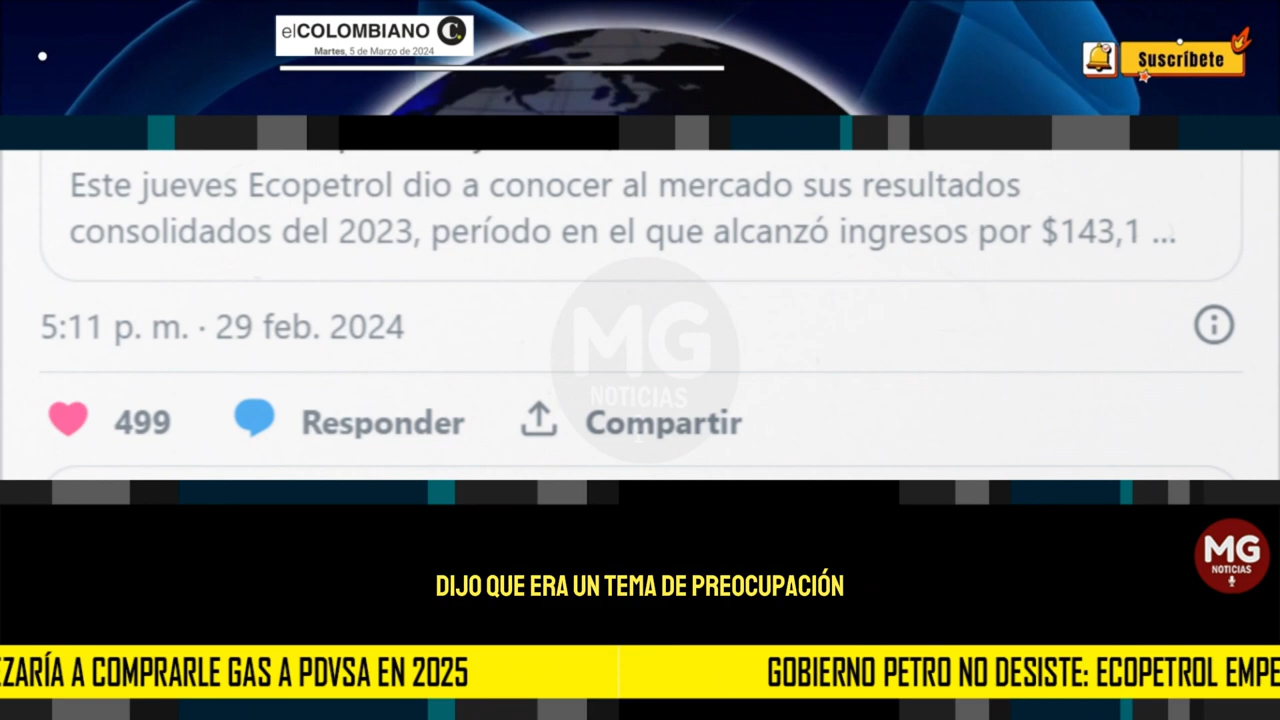 elCOLOMBIANO C
Martes, 5 de Marzo de 2024
Suscríbete
Este jueves Ecopetrol dio a conocer al mercado sus resultados
consolidados del 2023, período en el que alcanzó ingresos por $143,1 ...
5:11 p. m. · 29 feb. 2024
499 Responder Compartir
MG
NOTICIAS
MG
NOTICIAS
DIJO QUE ERA UN TEMA DE PREOCUPACIÓN
ZARÍA A COMPRARLE GAS A PDVSA EN 2025 GOBIERNO PETRO NO DESISTE: ECOPETROL EMPE